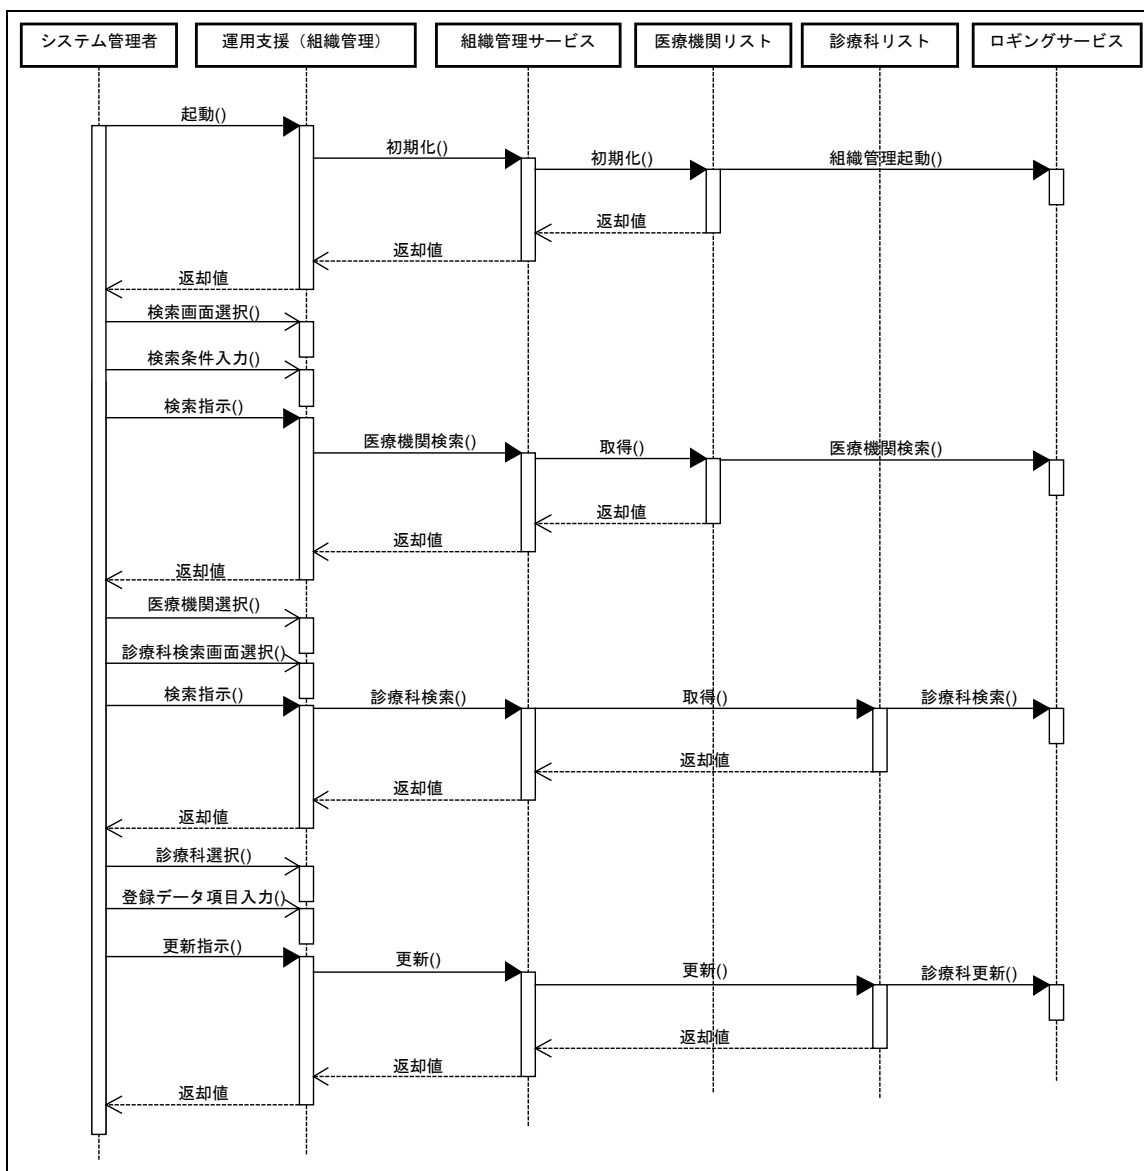 システム管理者
運用支援（組織管理）
組織管理サービス
医療機関リスト
診療科リスト
ロギングサービス
起動()
初期化()
初期化()
組織管理起動()
返却値
返却値
返却値
検索画面選択()
検索条件入力()
検索指示()
医療機関検索()
取得()
医療機関検索()
返却値
返却値
返却値
医療機関選択()
診療科検索画面選択()
検索指示()
診療科検索()
取得()
診療科検索()
返却値
返却値
返却値
診療科選択()
登録データ項目入力()
更新指示()
更新()
更新()
診療科更新()
返却値
返却値
返却値